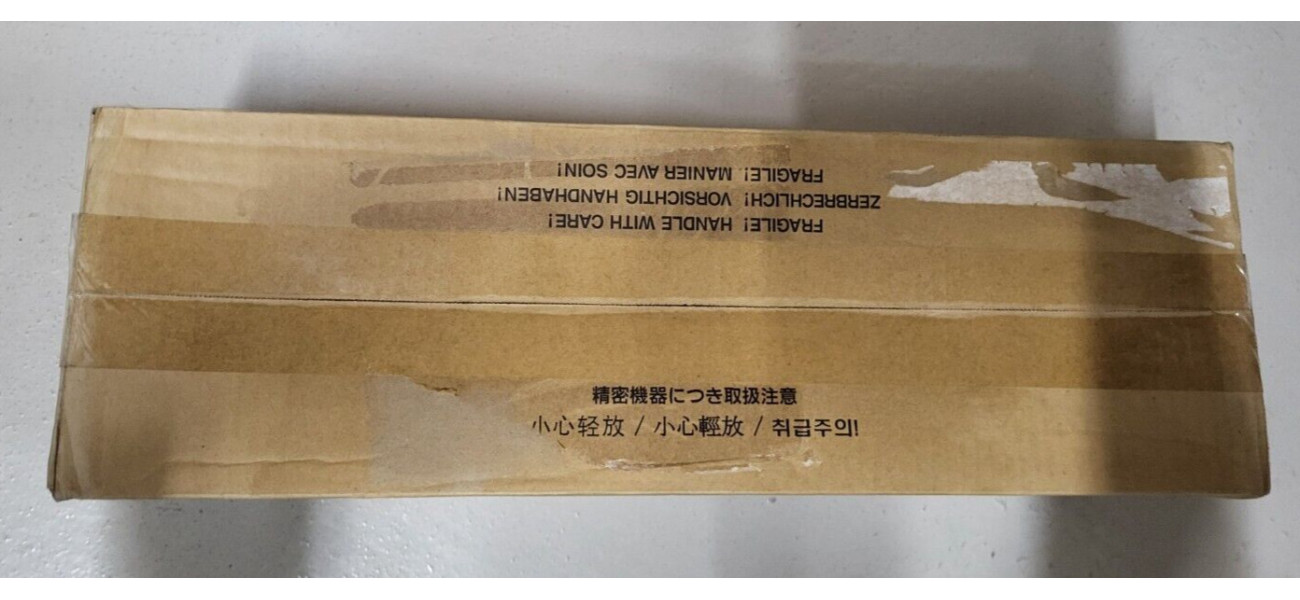 精密機器につき取扱注意
小心轻放 / 小心輕放 / 취급주의!
FRAGILE! HANDLE WITH CARE!
ZERBRECHLICH! VORSICHTIG HANDHABEN!
FRAGILE! MANIER AVEC SOIN!